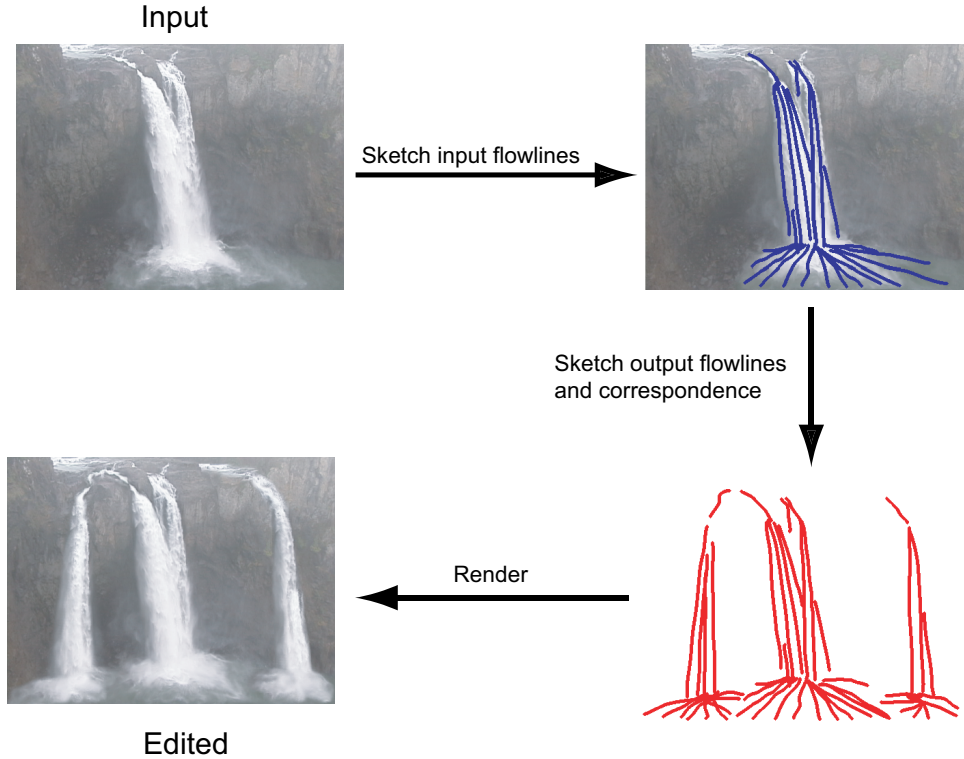 Input
Sketch input flowlines
Sketch output flowlines
and correspondence
Render
Edited